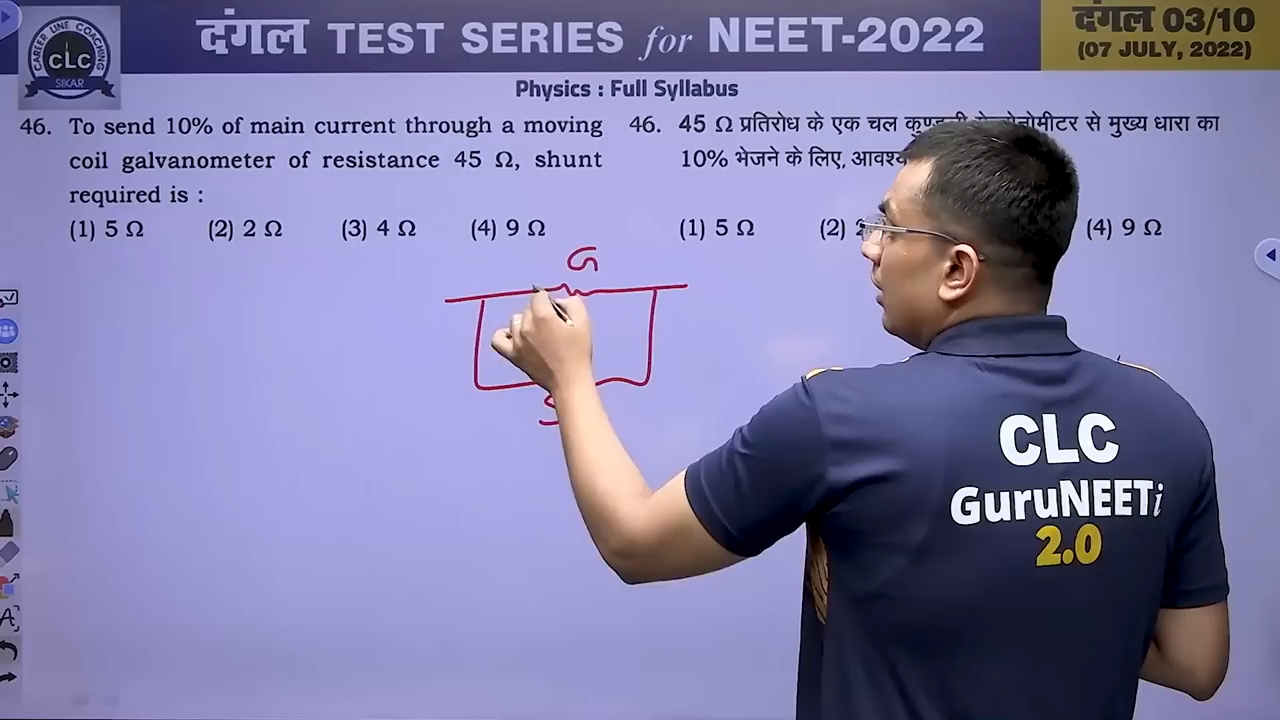 दंगल TEST SERIES for NEET-2022
दंगल 03/10
(07 JULY, 2022)
CAREER LINE COACHING
CLC
SIKAR
Physics : Full Syllabus
46. To send 10% of main current through a moving
coil galvanometer of resistance 45 Ω, shunt
required is :
(1) 5 Ω (2) 2 Ω (3) 4 Ω (4) 9 Ω
46. 45 Ω प्रतिरोध के एक चल से मुख्य धारा का
10% भेजने के लिए,
(1) 5 Ω (2) (4) 9 Ω
G
S
CLC
GuruNEETi
2.0